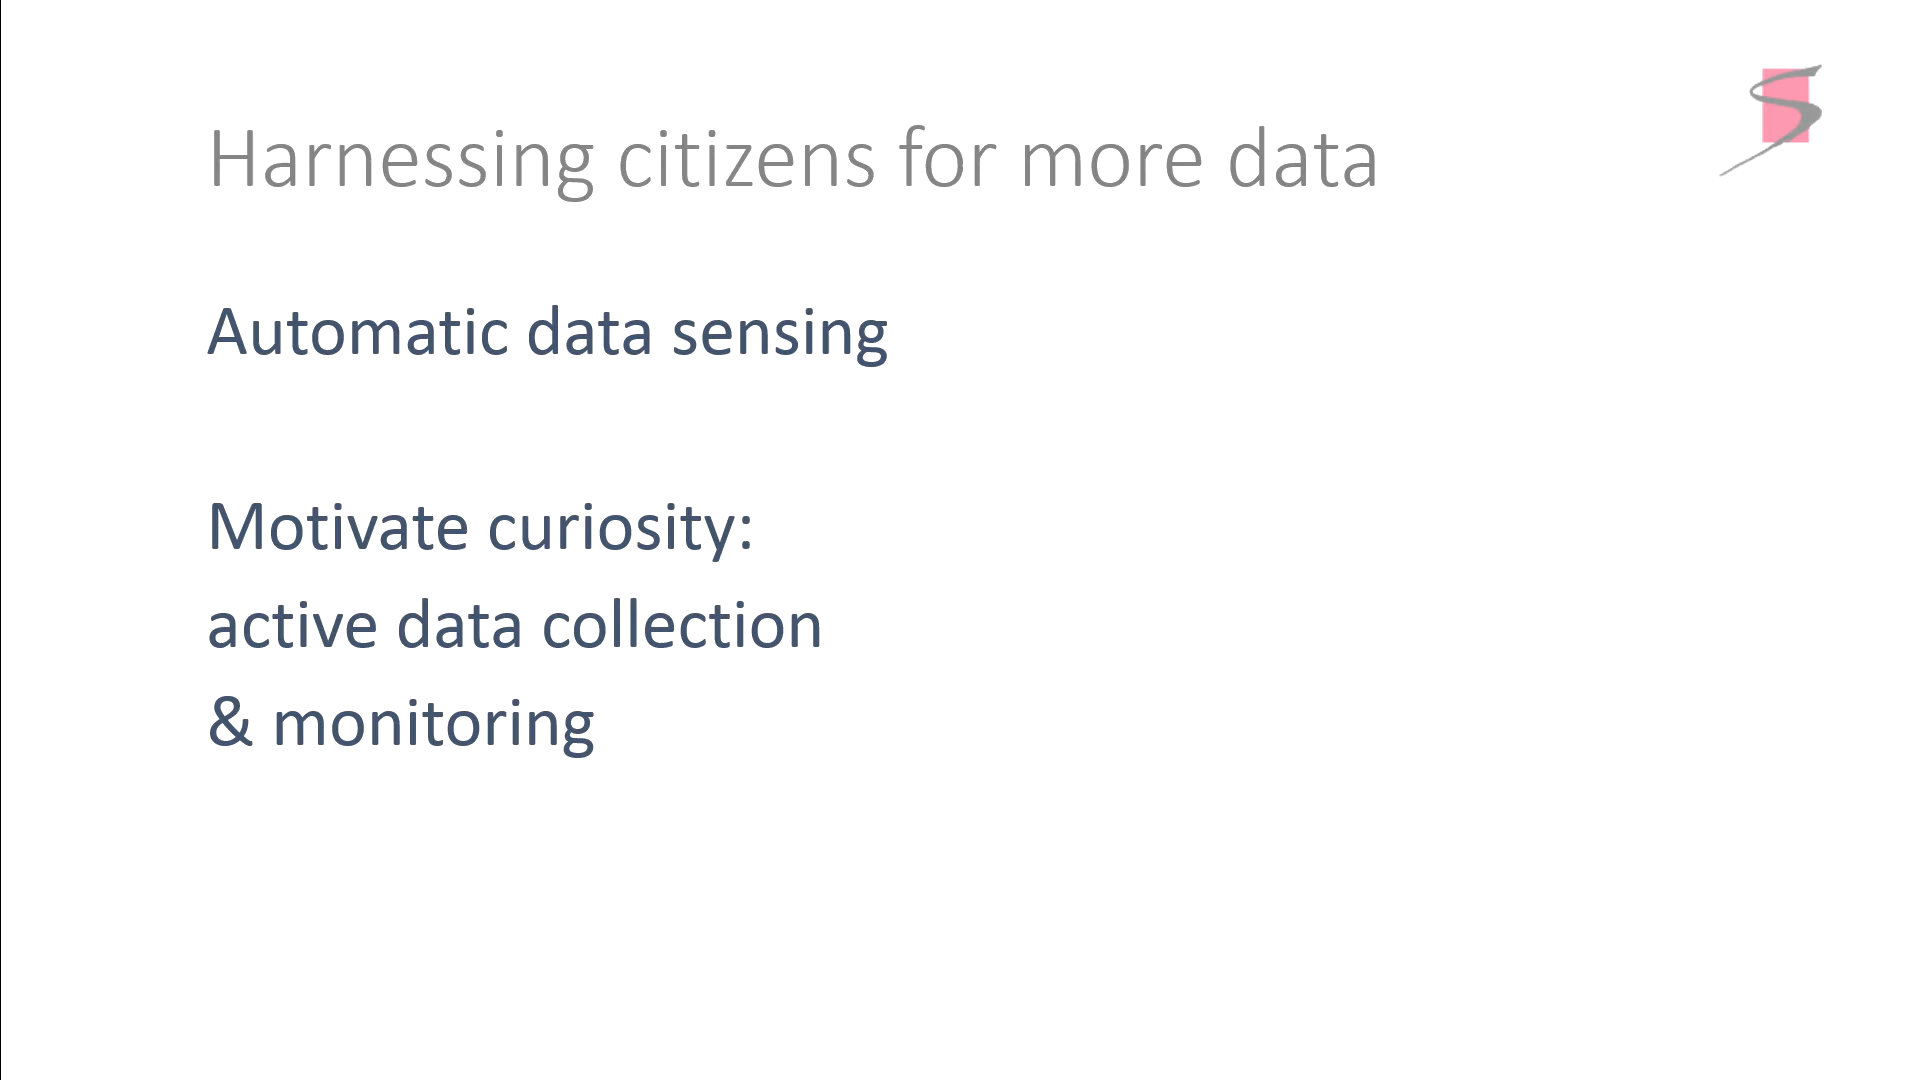 Harnessing citizens for more data
Automatic data sensing
Motivate curiosity:
active data collection
& monitoring